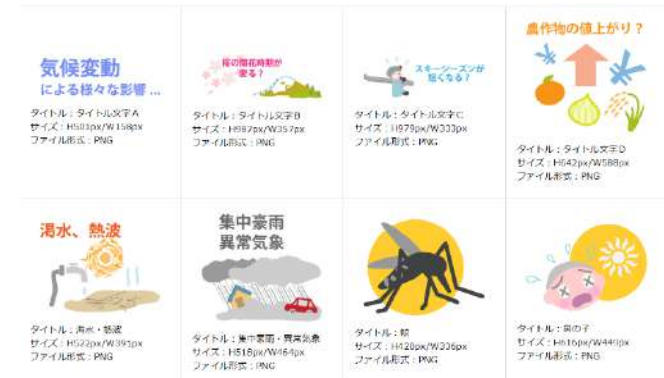 気候変動
による様々な影響...
タイトル：タイトル文字A
サイズ：H501px/W158px
ファイル形式：PNG
桜の開花時期が
変る？
タイトル：タイトル文字B
サイズ：H987px/W357px
ファイル形式：PNG
スキーシーズンが
短くなる？
タイトル：タイトル文字C
サイズ：H979px/W333px
ファイル形式：PNG
農作物の値上がり？
タイトル：タイトル文字D
サイズ：H642px/W588px
ファイル形式：PNG
渇水、熱波
タイトル：渇水・熱波
サイズ：H522px/W391px
ファイル形式：PNG
集中豪雨
異常気象
タイトル：集中豪雨・異常気象
サイズ：H518px/W464px
ファイル形式：PNG
タイトル：蚊
サイズ：H428px/W336px
ファイル形式：PNG
タイトル：男の子
サイズ：H616px/W449px
ファイル形式：PNG